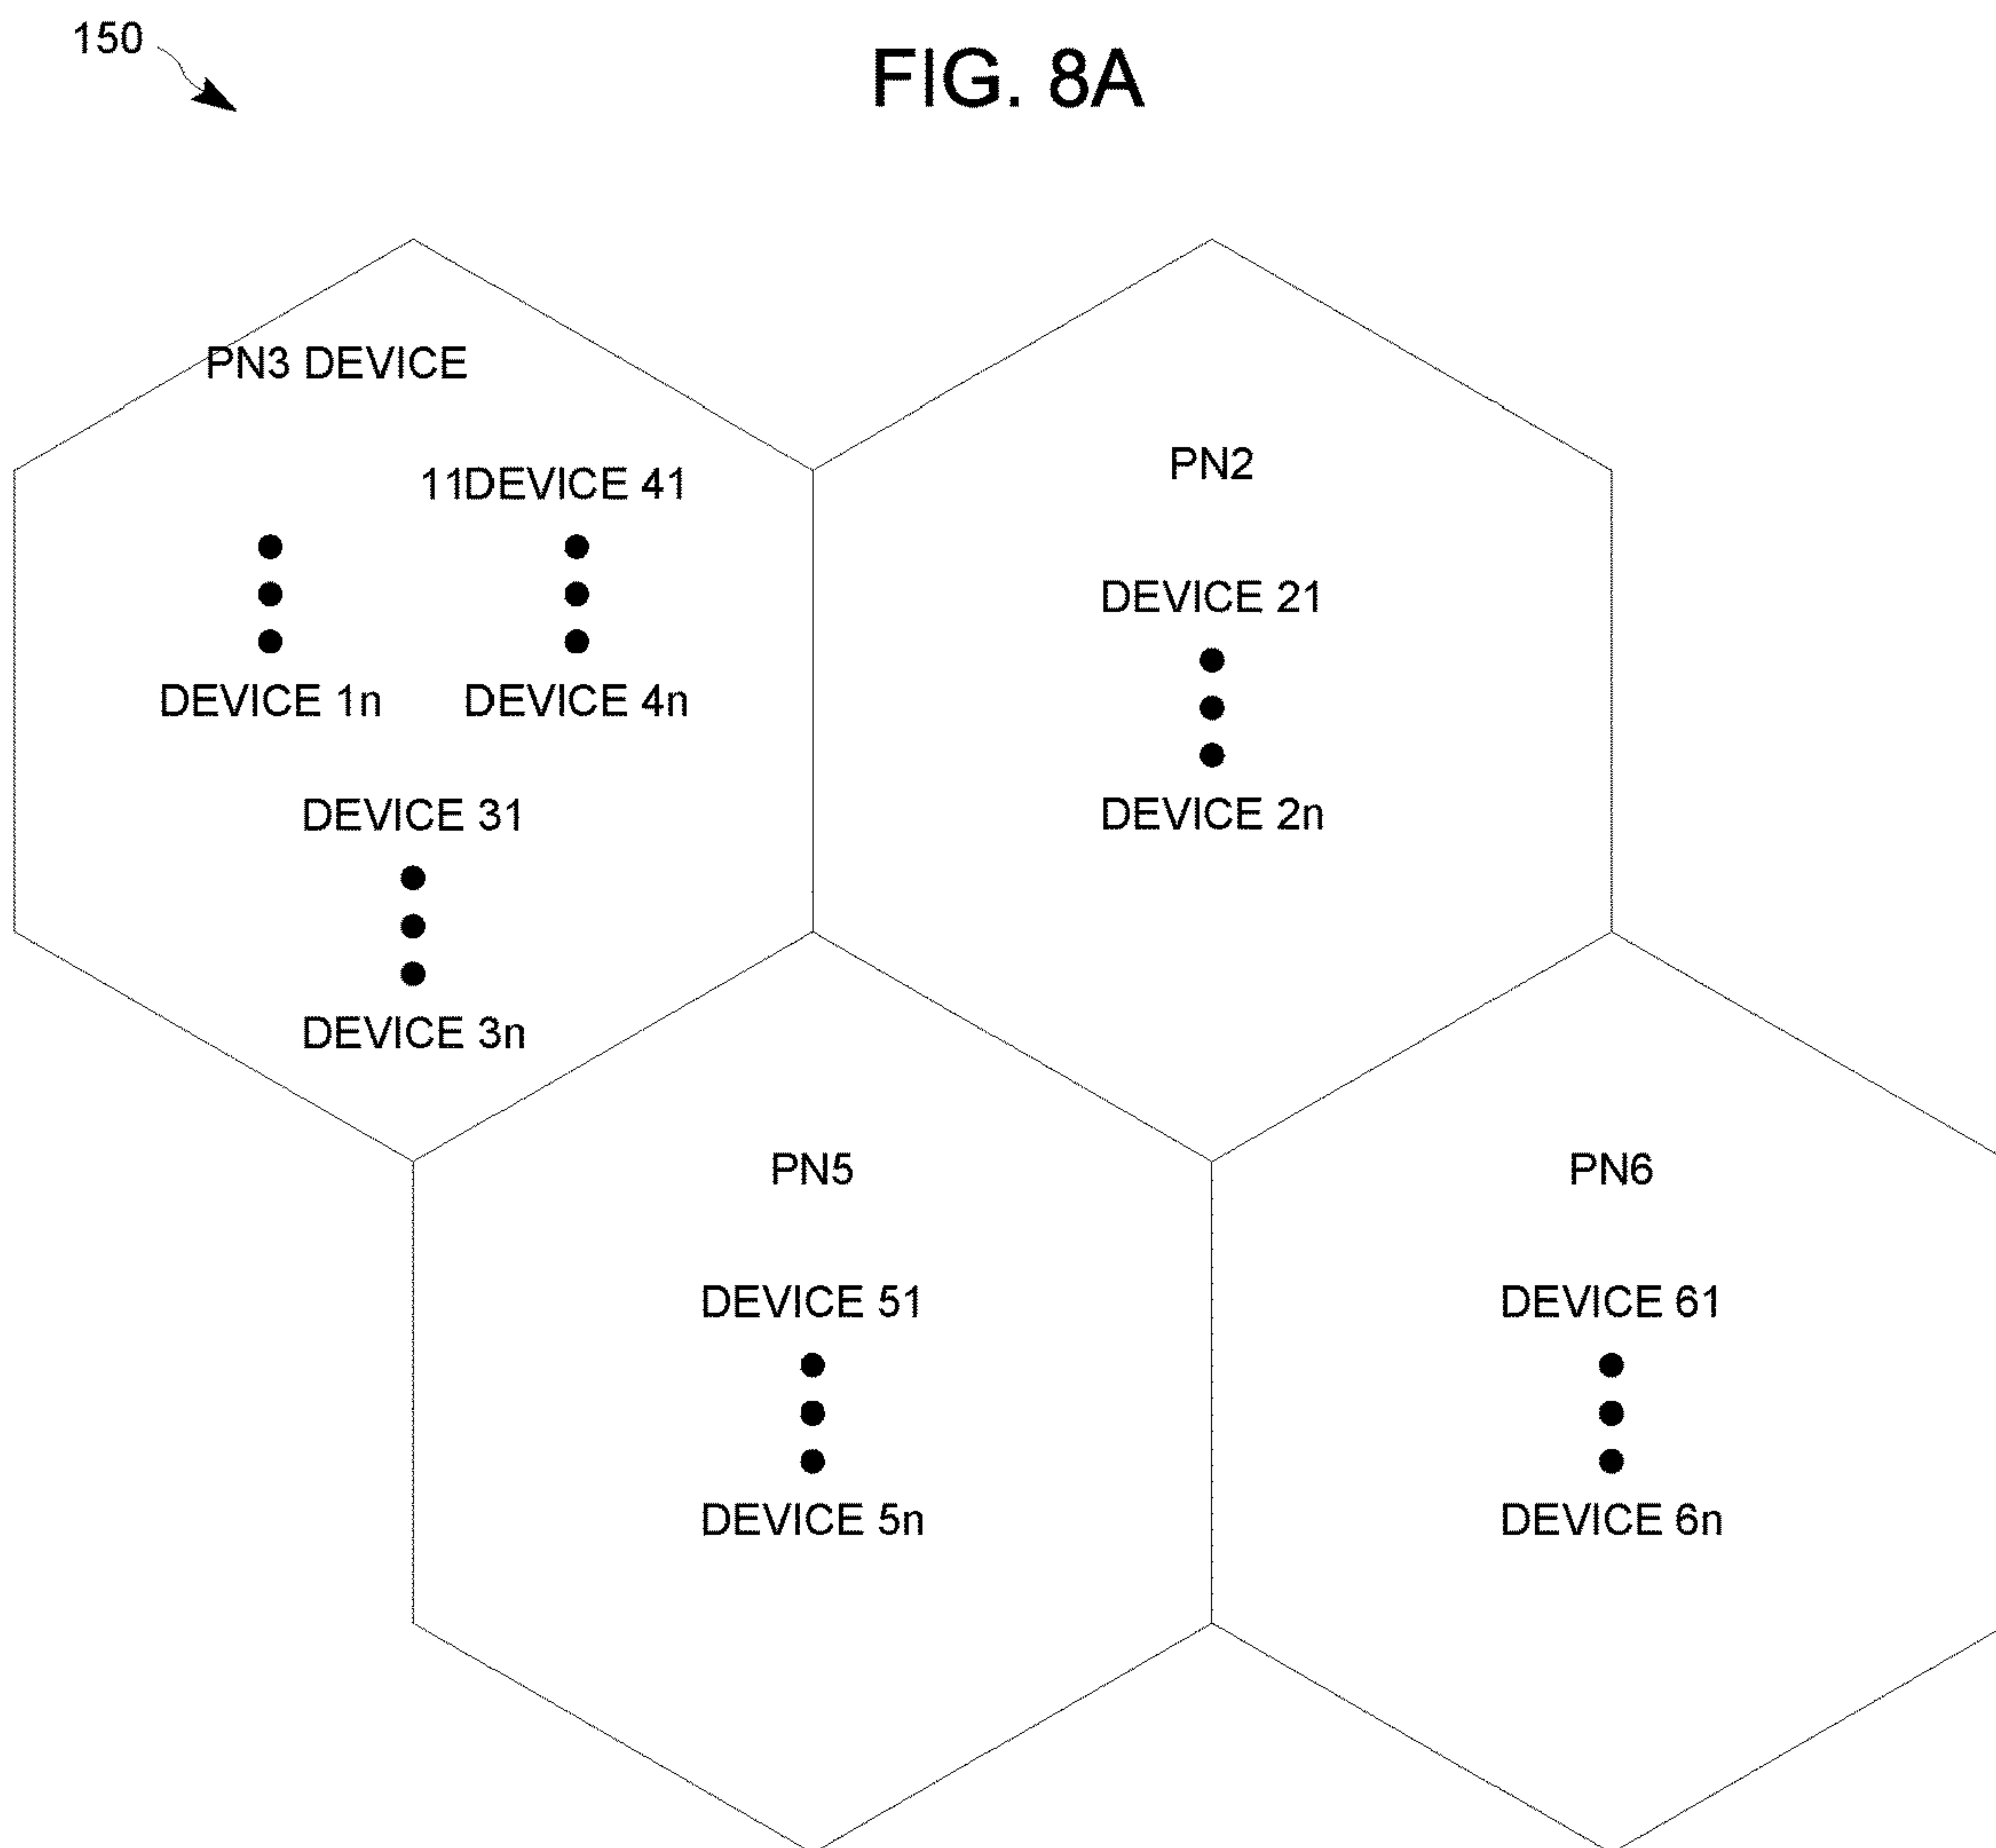 150
FIG. 8A
PN3 DEVICE
11DEVICE 41
DEVICE 1n
DEVICE 4n
DEVICE 31
DEVICE 3n
PN2
DEVICE 21
DEVICE 2n
PN5
DEVICE 51
DEVICE 5n
PN6
DEVICE 61
DEVICE 6n